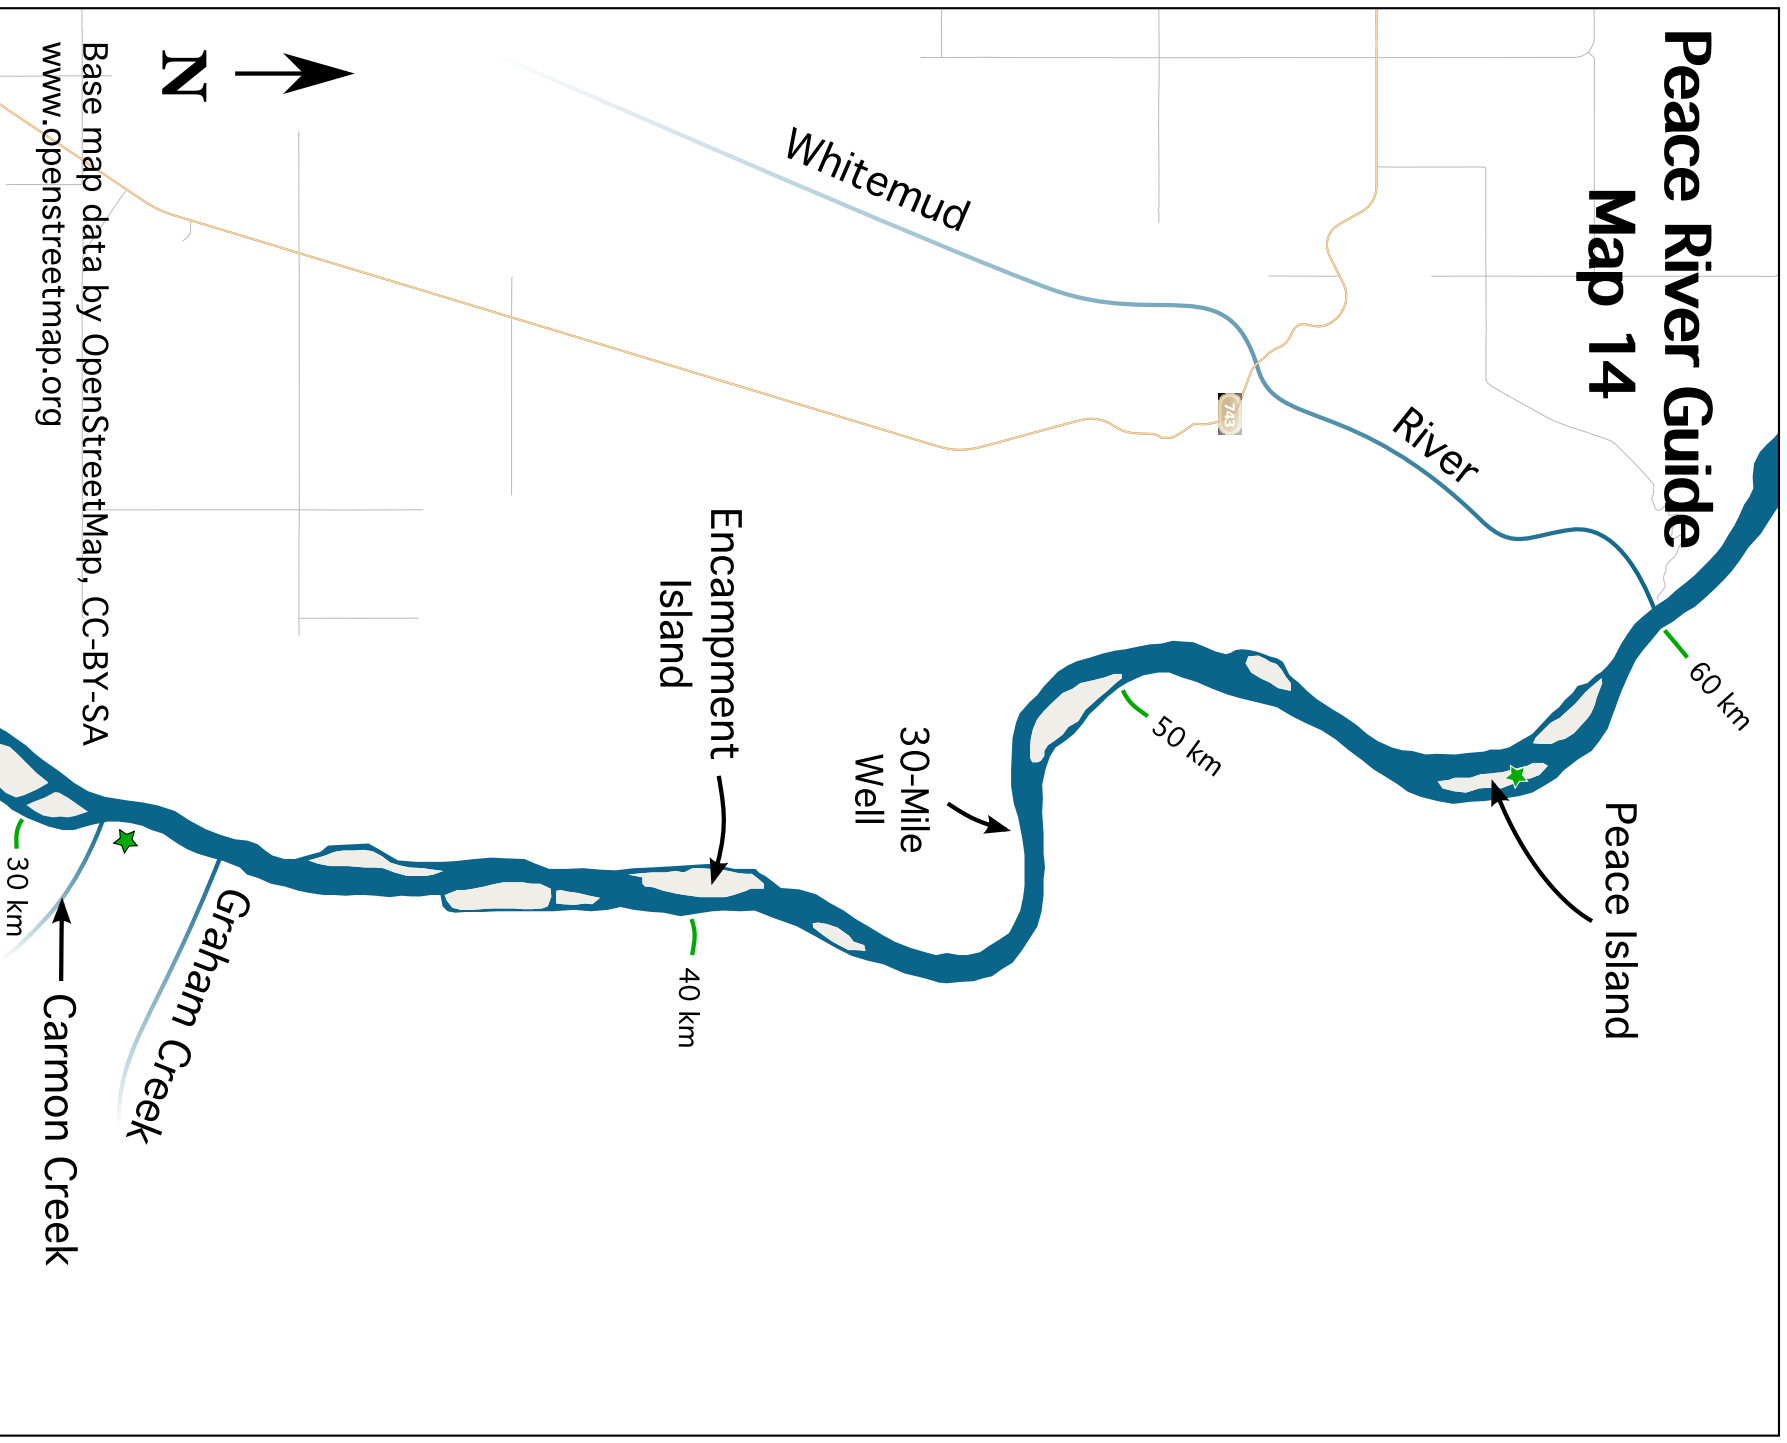 Peace River Guide
Map 14
60 km
River
Peace Island
743
50 km
Whitemud
30-Mile
Well
Encampment
Island
40 km
N
Graham Creek
Carmon Creek
30 km
Base map data by OpenStreetMap, CC-BY-SA
www.openstreetmap.org